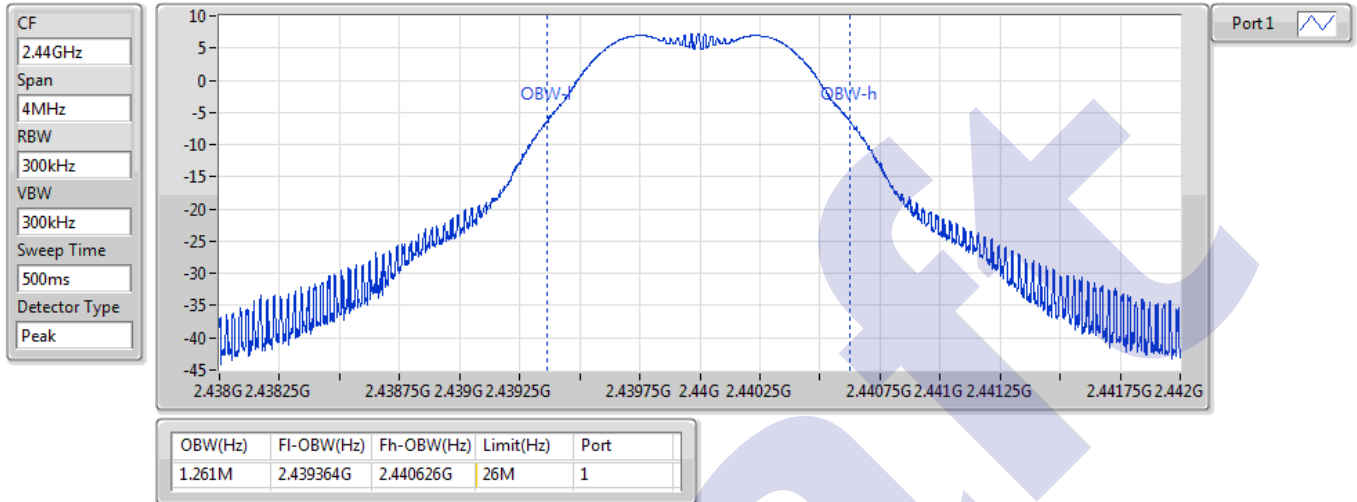 CF
2.44GHz
Span
4MHz
RBW
300kHz
VBW
300kHz
Sweep Time
500ms
Detector Type
Peak
10
5
0
-5
-10
-15
-20
-25
-30
-35
-40
-45
OBW-l
OBW-h
2.438G 2.43825G 2.43875G 2.439G 2.43925G 2.43975G 2.44G 2.44025G 2.44075G 2.441G 2.44125G 2.44175G 2.442G
Port 1
OBW(Hz) Fl-OBW(Hz) Fh-OBW(Hz) Limit(Hz) Port
1.261M 2.439364G 2.440626G 26M 1